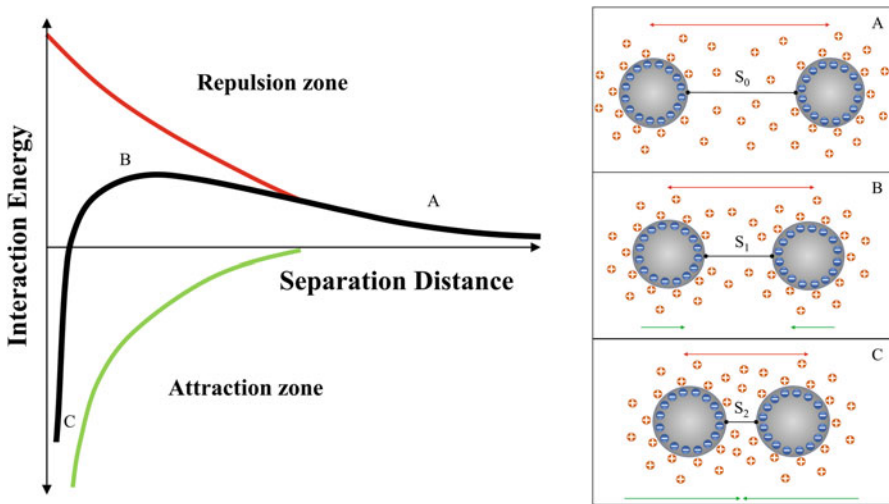 Interaction Energy
Repulsion zone
B
A
Separation Distance
Attraction zone
C
A
S0
B
S1
C
S2